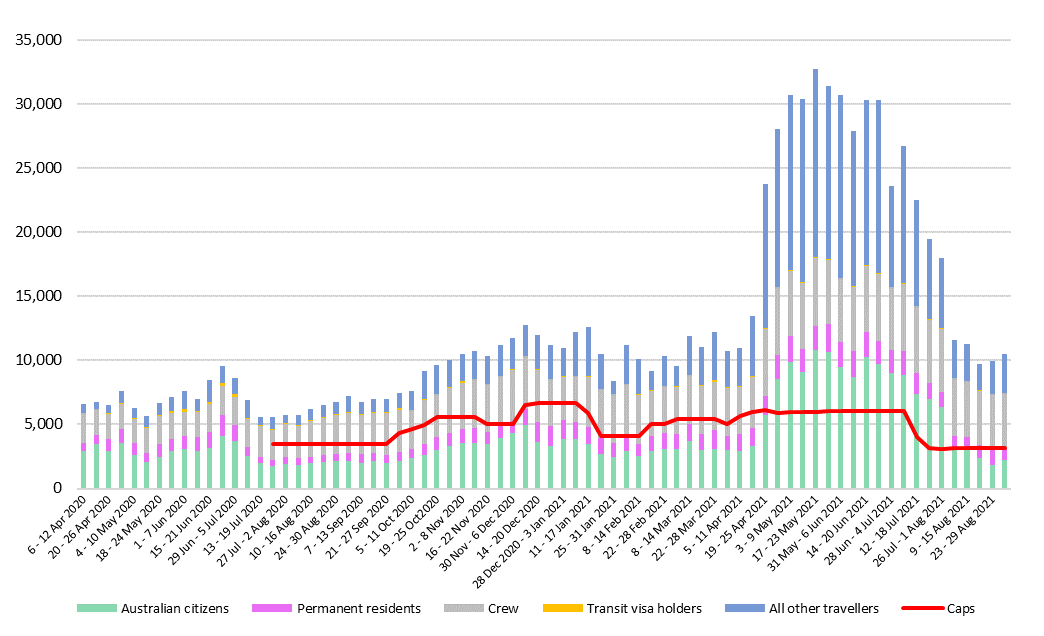 35,000
30,000
25,000
20,000
15,000
10,000
5,000
0
6 - 12 Apr 2020
20 - 26 Apr 2020
4 - 10 May 2020
18 - 24 May 2020
1 - 7 Jun 2020
15 - 21 Jun 2020
29 Jun - 5 Jul 2020
13 - 19 Jul 2020
27 Jul - 2 Aug 2020
10 - 16 Aug 2020
24 - 30 Aug 2020
7 - 13 Sep 2020
21 - 27 Sep 2020
5 - 11 Oct 2020
19 - 25 Oct 2020
2 - 8 Nov 2020
16 - 22 Nov 2020
30 Nov - 6 Dec 2020
14 - 20 Dec 2020
28 Dec 2020 - 3 Jan 2021
11 - 17 Jan 2021
25 - 31 Jan 2021
8 - 14 Feb 2021
22 - 28 Feb 2021
8 - 14 Mar 2021
22 - 28 Mar 2021
5 - 11 Apr 2021
19 - 25 Apr 2021
3 - 9 May 2021
17 - 23 May 2021
31 May - 6 Jun 2021
14 - 20 Jun 2021
28 Jun - 4 Jul 2021
12 - 18 Jul 2021
26 Jul - 1 Aug 2021
9 - 15 Aug 2021
23 - 29 Aug 2021
Australian citizens Permanent residents Crew Transit visa holders All other travellers Caps